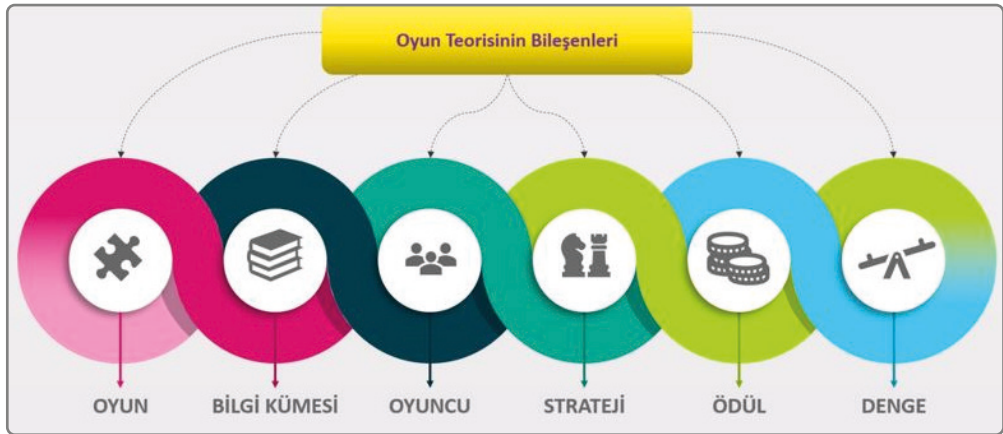 Oyun Teorisinin Bileşenleri
OYUN
BİLGİ KÜMESİ
OYUNCU
STRATEJİ
ÖDÜL
DENGE